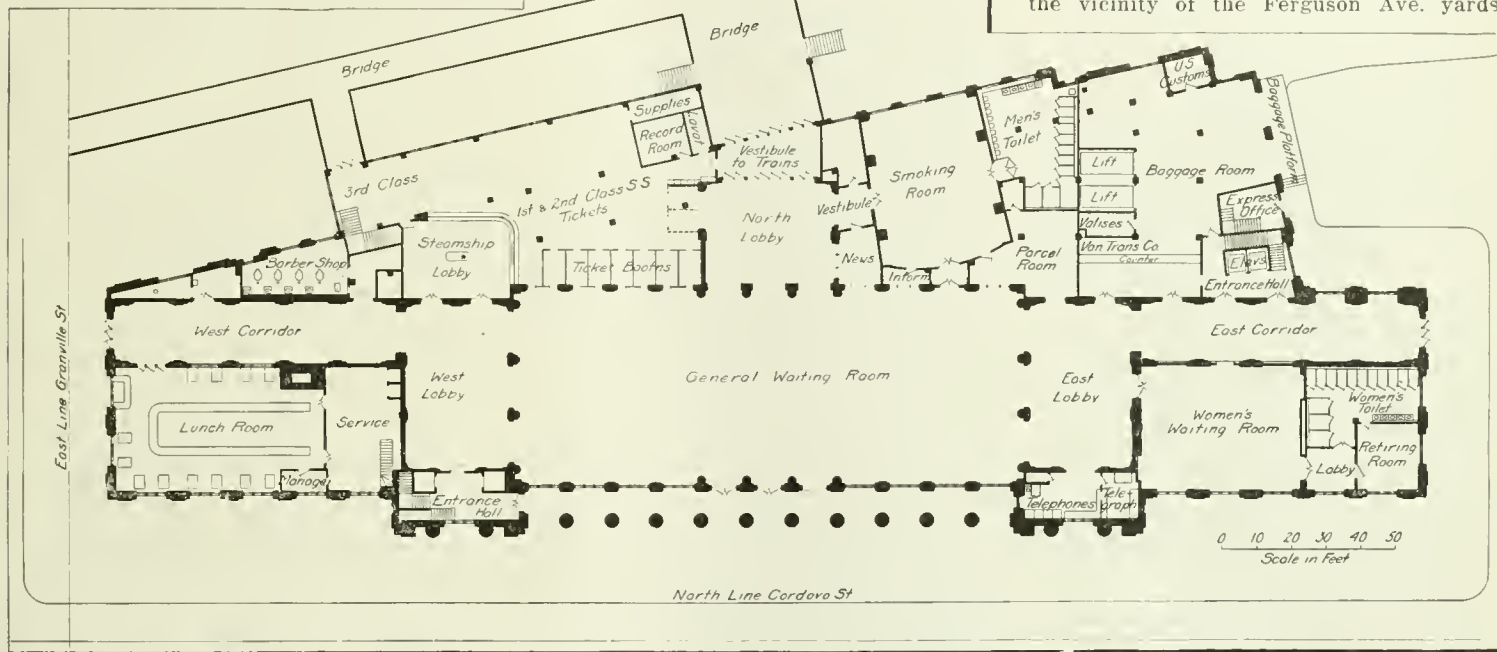 the vicinity of the Ferguson Ave. yards
Bridge
Bridge
US
Customs
Baggage Platform
Supplies
Record
Room
Lavat
Men's
Toilet
Vestibule
to Trains
3rd Class
1st & 2nd Class SS
Tickets
Smoking
Room
Lift
Lift
Baggage Room
Express
Office
Valises
Vestibule
North
Lobby
Steamship
Lobby
Barber Shop
Ticket Booths
News
Inform
Parcel
Room
Van Trans Co.
Counter
Elevs
Entrance Hall
West Corridor
East Corridor
East Line Granville St
West
Lobby
General Waiting Room
East
Lobby
Lunch Room
Service
Manage
Women's
Waiting Room
Women's
Toilet
Retiring
Room
Lobby
Entrance
Hall
Telephones
Tele-
graph
0 10 20 30 40 50
Scale in Feet
North Line Cordova St